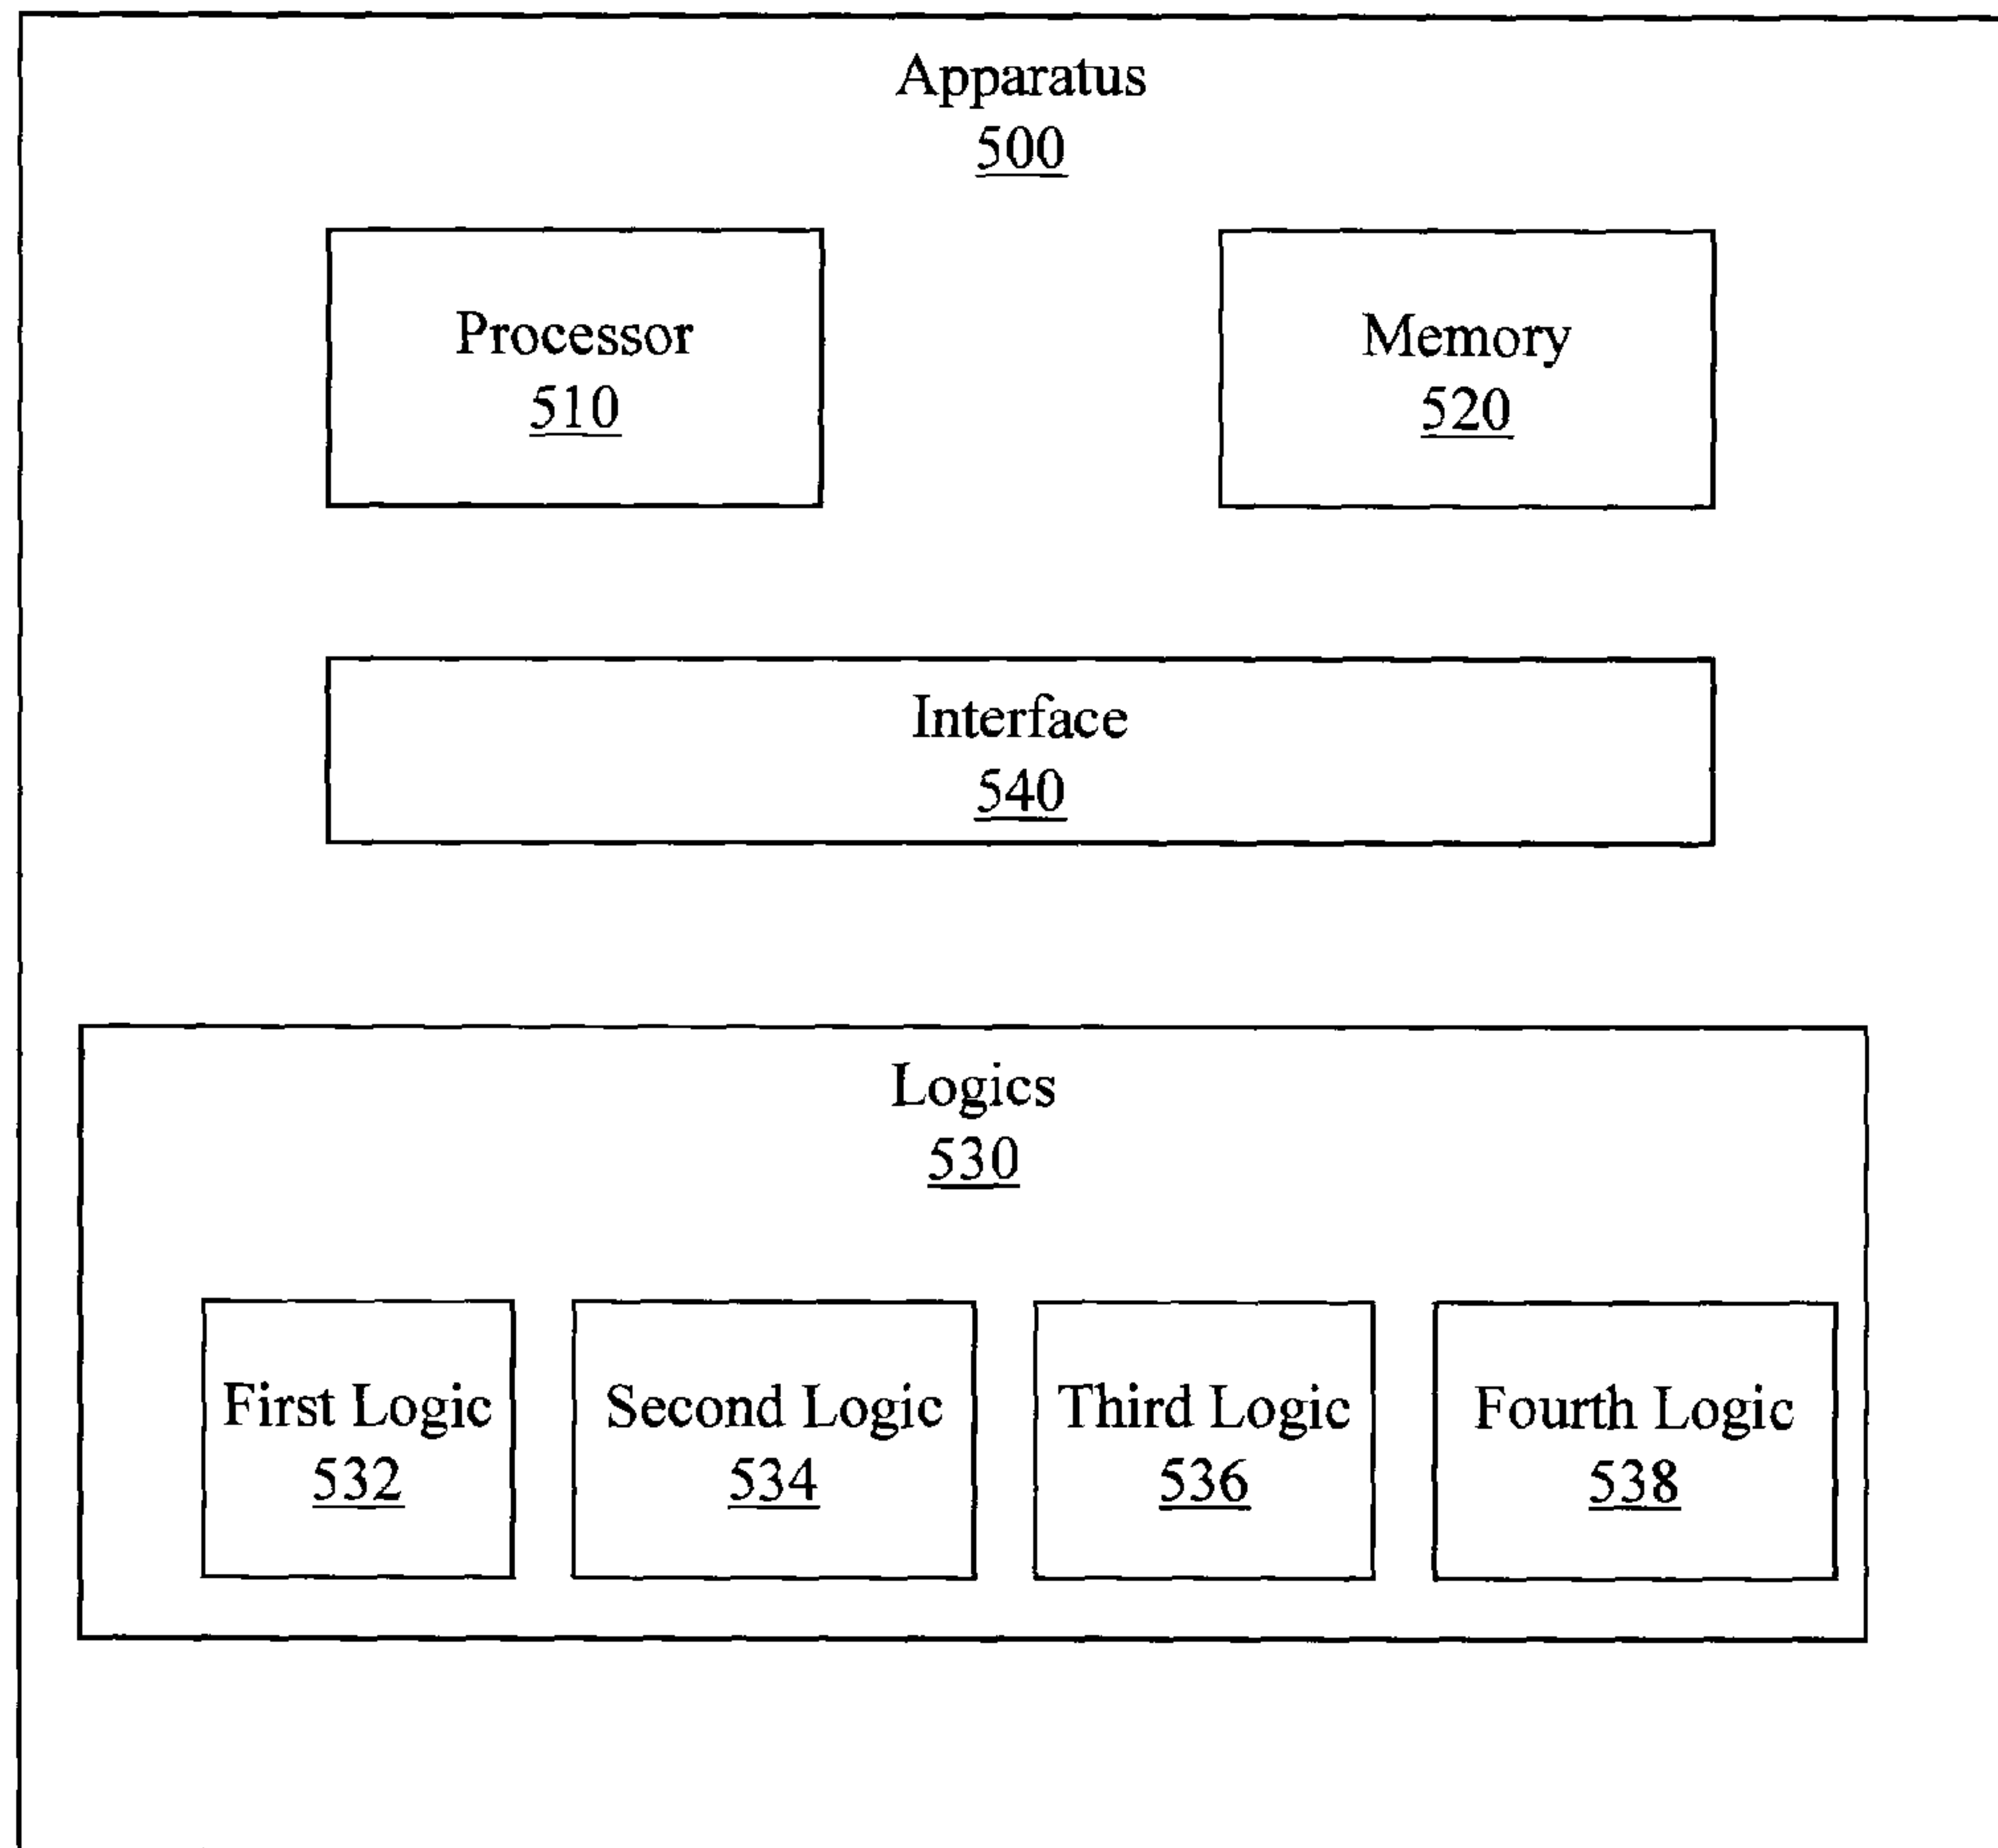 Apparatus
500
Processor
510
Memory
520
Interface
540
Logics
530
First Logic
532
Second Logic
534
Third Logic
536
Fourth Logic
538